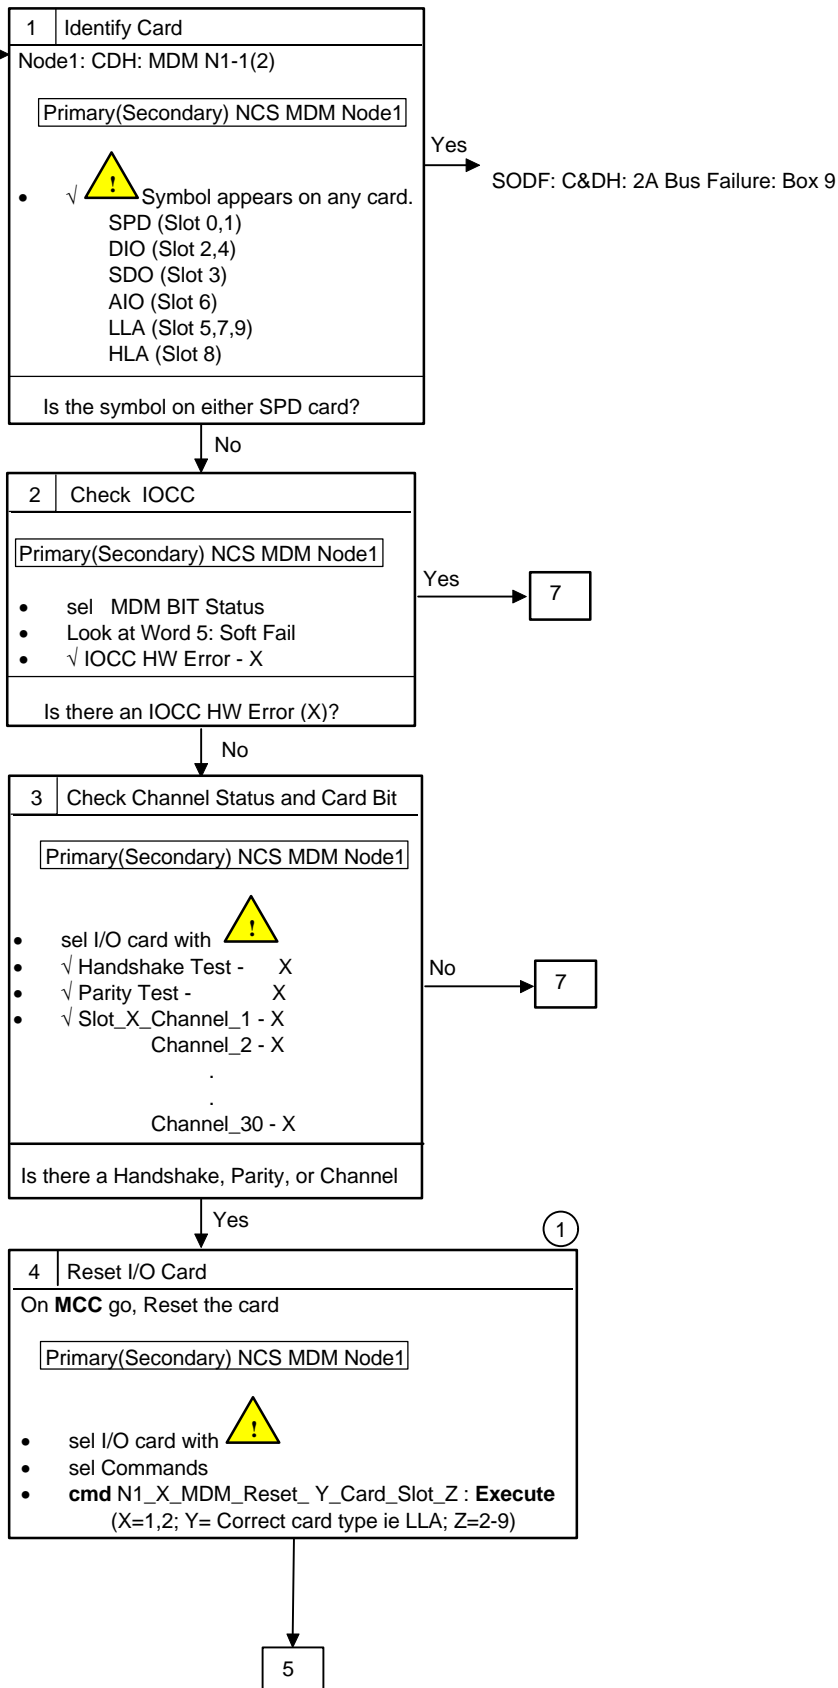 1 Identify Card
Node1: CDH: MDM N1-1(2)
Primary(Secondary) NCS MDM Node1
• √ ! Symbol appears on any card.
SPD (Slot 0,1)
DIO (Slot 2,4)
SDO (Slot 3)
AIO (Slot 6)
LLA (Slot 5,7,9)
HLA (Slot 8)
Is the symbol on either SPD card?
Yes
SODF: C&DH: 2A Bus Failure: Box 9
No
2 Check IOCC
Primary(Secondary) NCS MDM Node1
• sel MDM BIT Status
• Look at Word 5: Soft Fail
• √ IOCC HW Error - X
Is there an IOCC HW Error (X)?
Yes
7
No
3 Check Channel Status and Card Bit
Primary(Secondary) NCS MDM Node1
• sel I/O card with !
• √ Handshake Test - X
• √ Parity Test - X
• √ Slot_X_Channel_1 - X
Channel_2 - X
.
.
Channel_30 - X
Is there a Handshake, Parity, or Channel
No
7
Yes
1
4 Reset I/O Card
On MCC go, Reset the card
Primary(Secondary) NCS MDM Node1
• sel I/O card with !
• sel Commands
• cmd N1_X_MDM_Reset_ Y_Card_Slot_Z : Execute
(X=1,2; Y= Correct card type ie LLA; Z=2-9)
5